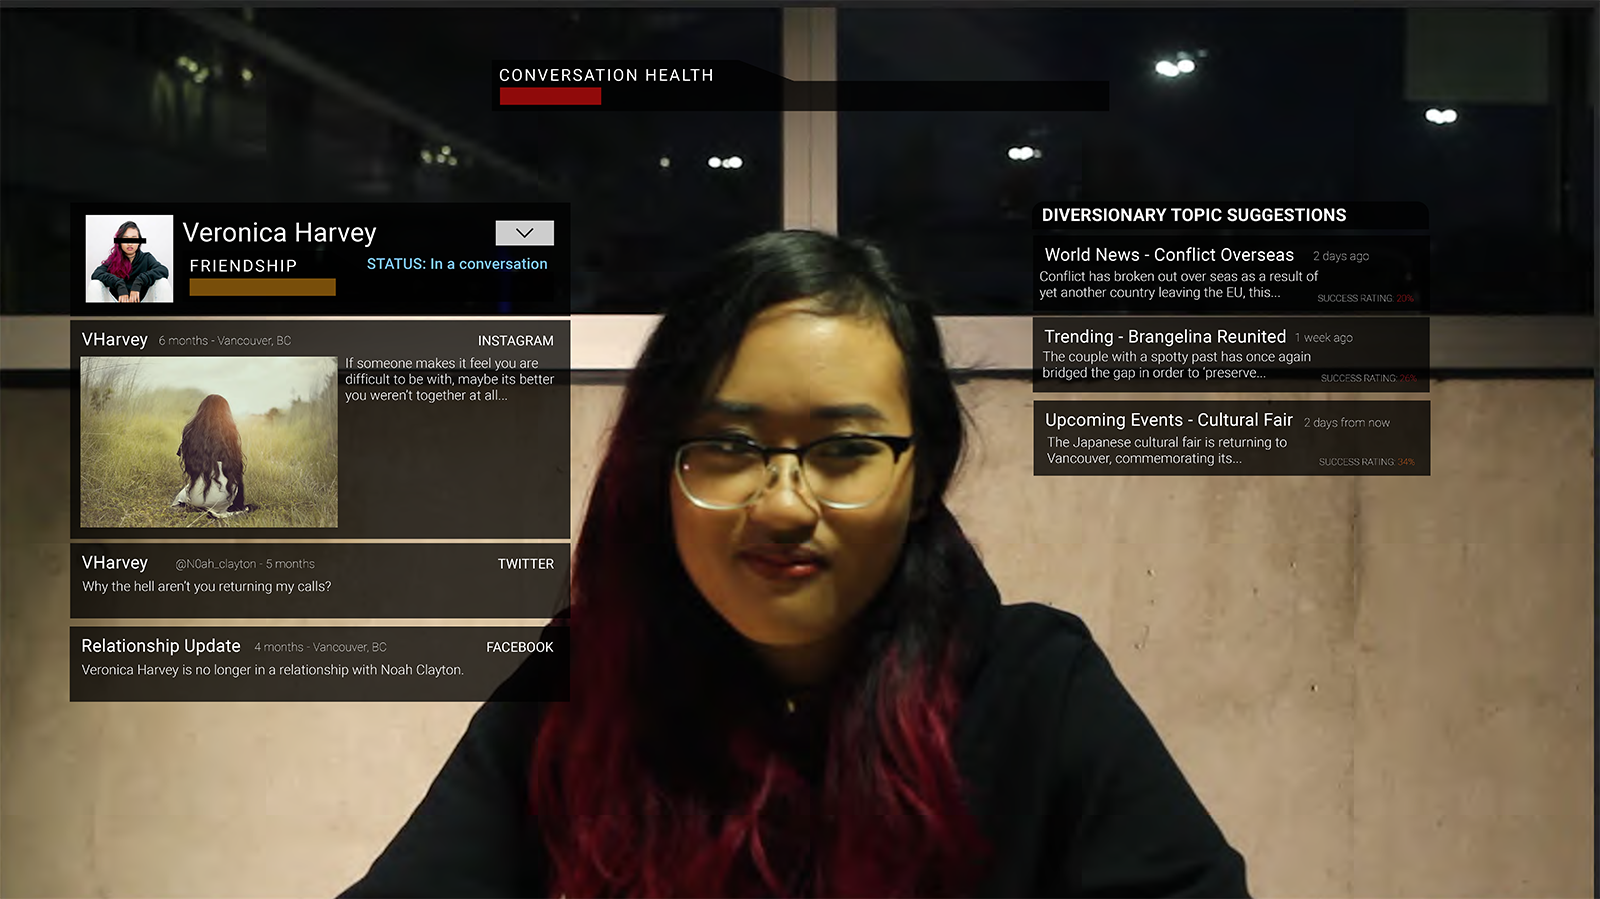 CONVERSATION HEALTH
Veronica Harvey
FRIENDSHIP
STATUS: In a conversation
VHarvey 6 months - Vancouver, BC INSTAGRAM
If someone makes it feel you are
difficult to be with, maybe its better
you weren't together at all...
VHarvey @N0ah_clayton - 5 months TWITTER
Why the hell aren't you returning my calls?
Relationship Update 4 months - Vancouver, BC FACEBOOK
Veronica Harvey is no longer in a relationship with Noah Clayton.
DIVERSIONARY TOPIC SUGGESTIONS
World News - Conflict Overseas 2 days ago
Conflict has broken out over seas as a result of
yet another country leaving the EU, this...
SUCCESS RATING: 20%
Trending - Brangelina Reunited 1 week ago
The couple with a spotty past has once again
bridged the gap in order to 'preserve...
SUCCESS RATING: 26%
Upcoming Events - Cultural Fair 2 days from now
The Japanese cultural fair is returning to
Vancouver, commemorating its...
SUCCESS RATING: 34%